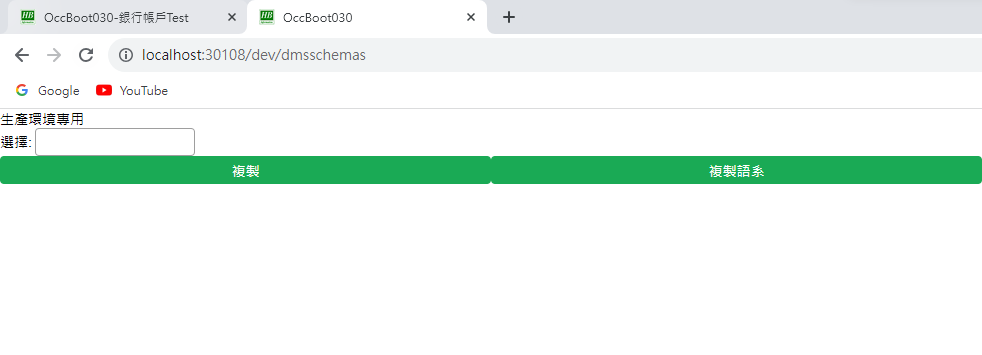 OccBoot030-銀行帳戶Test
OccBoot030
localhost:30108/dev/dmsschemas
Google YouTube
生產環境專用
選擇:
複製 複製語系